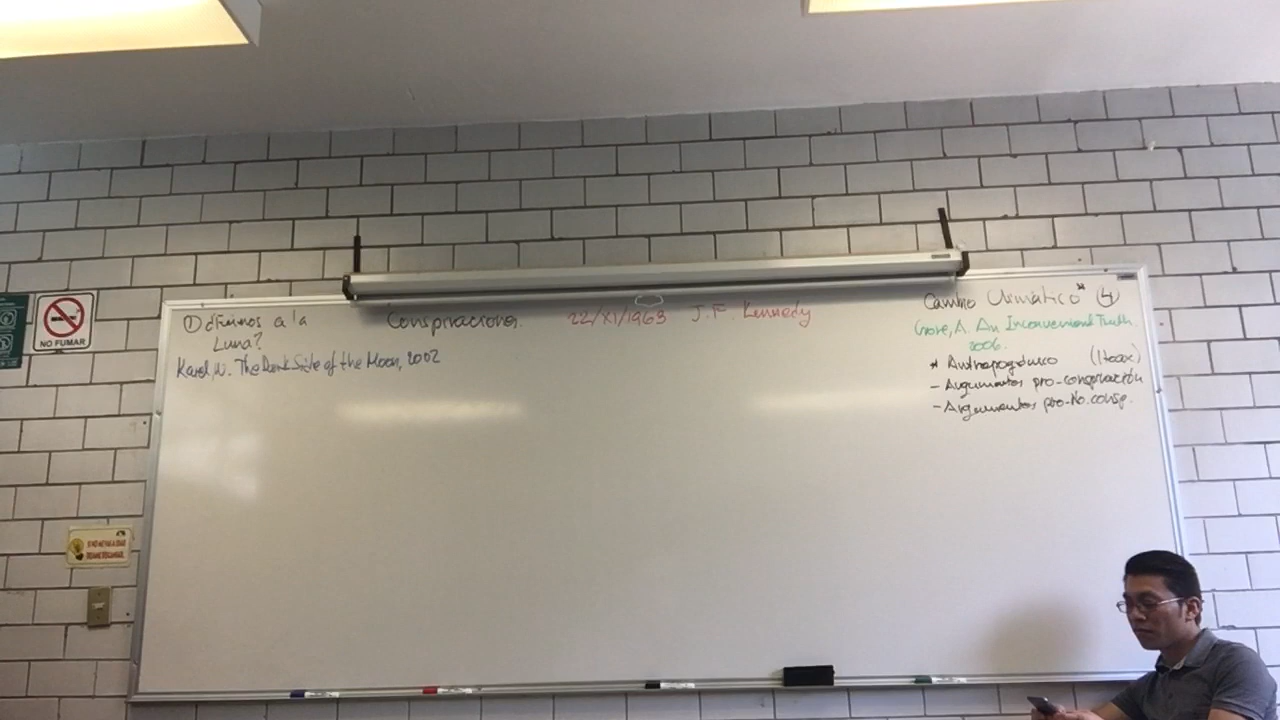 ① ¿Fuimos a la
Luna?
Karel, W. The Dark Side of the Moon, 2002
Conspiraciones.
22/XI/1963 J. F. Kennedy
Cambio Climático* (4)
Gore, A. An Inconvenient Truth.
2006.
* Antropogénico (Hoax)
- Argumentos pro-conspiración
- Argumentos pro-No. consp.
NO FUMAR